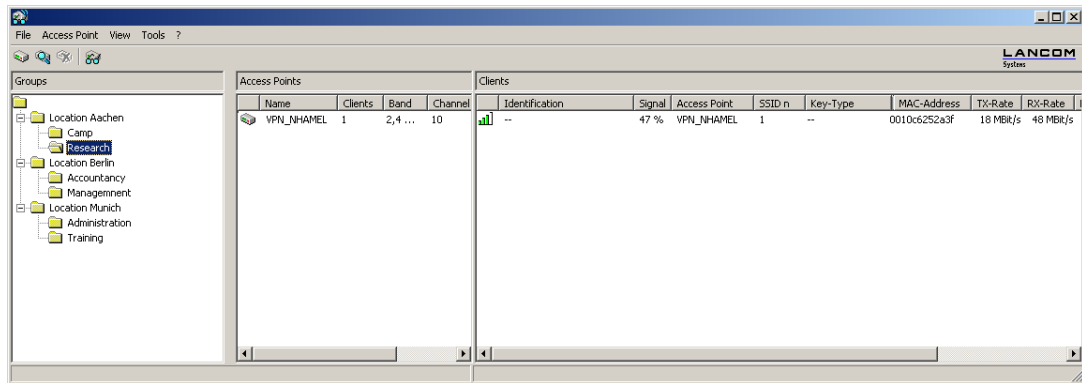 File Access Point View Tools ?
LANCOM
Systems
Groups
Location Aachen
Camp
Research
Location Berlin
Accountancy
Managemnent
Location Munich
Administration
Training
Access Points
Name Clients Band Channel
VPN_NHAMEL 1 2,4 ... 10
Clients
Identification Signal Access Point SSID n Key-Type MAC-Address TX-Rate RX-Rate
-- 47 % VPN_NHAMEL 1 -- 0010c6252a3f 18 MBit/s 48 MBit/s